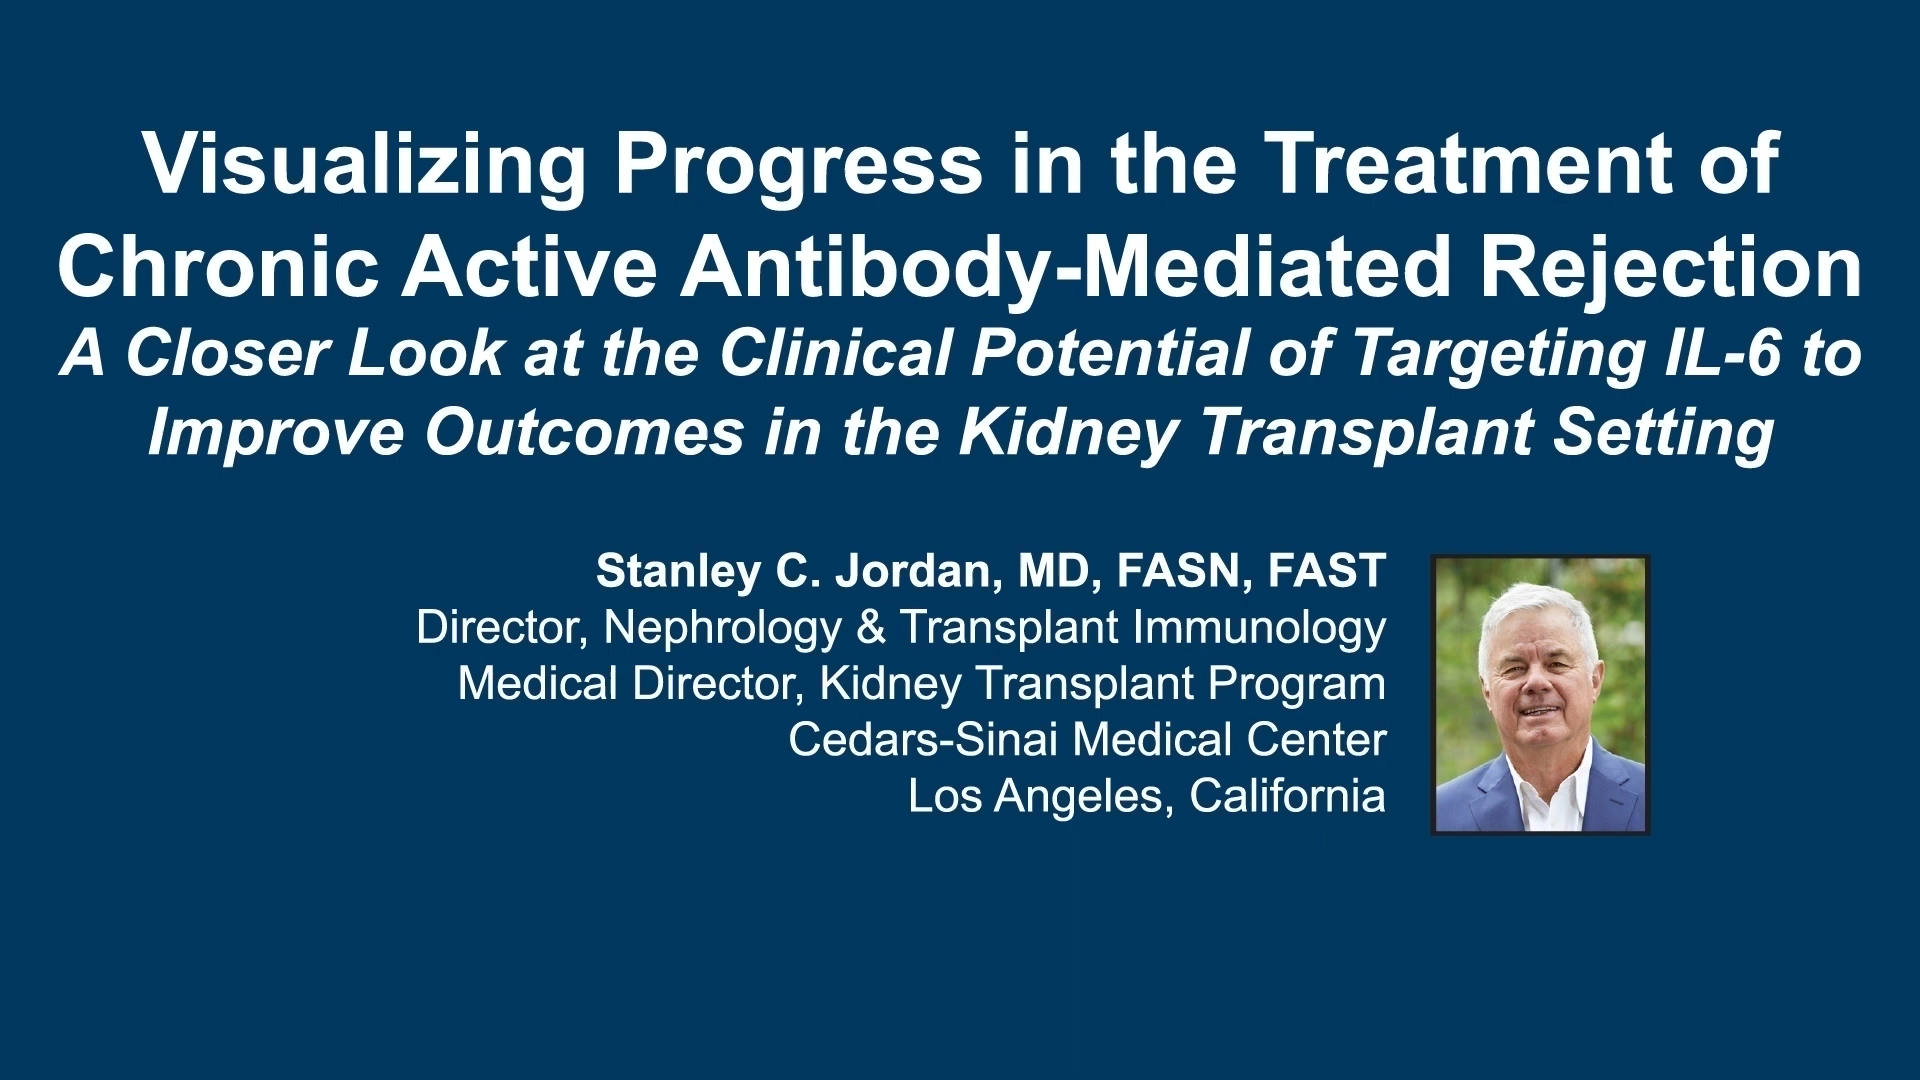 Visualizing Progress in the Treatment of
Chronic Active Antibody-Mediated Rejection
A Closer Look at the Clinical Potential of Targeting IL-6 to
Improve Outcomes in the Kidney Transplant Setting
Stanley C. Jordan, MD, FASN, FAST
Director, Nephrology & Transplant Immunology
Medical Director, Kidney Transplant Program
Cedars-Sinai Medical Center
Los Angeles, California